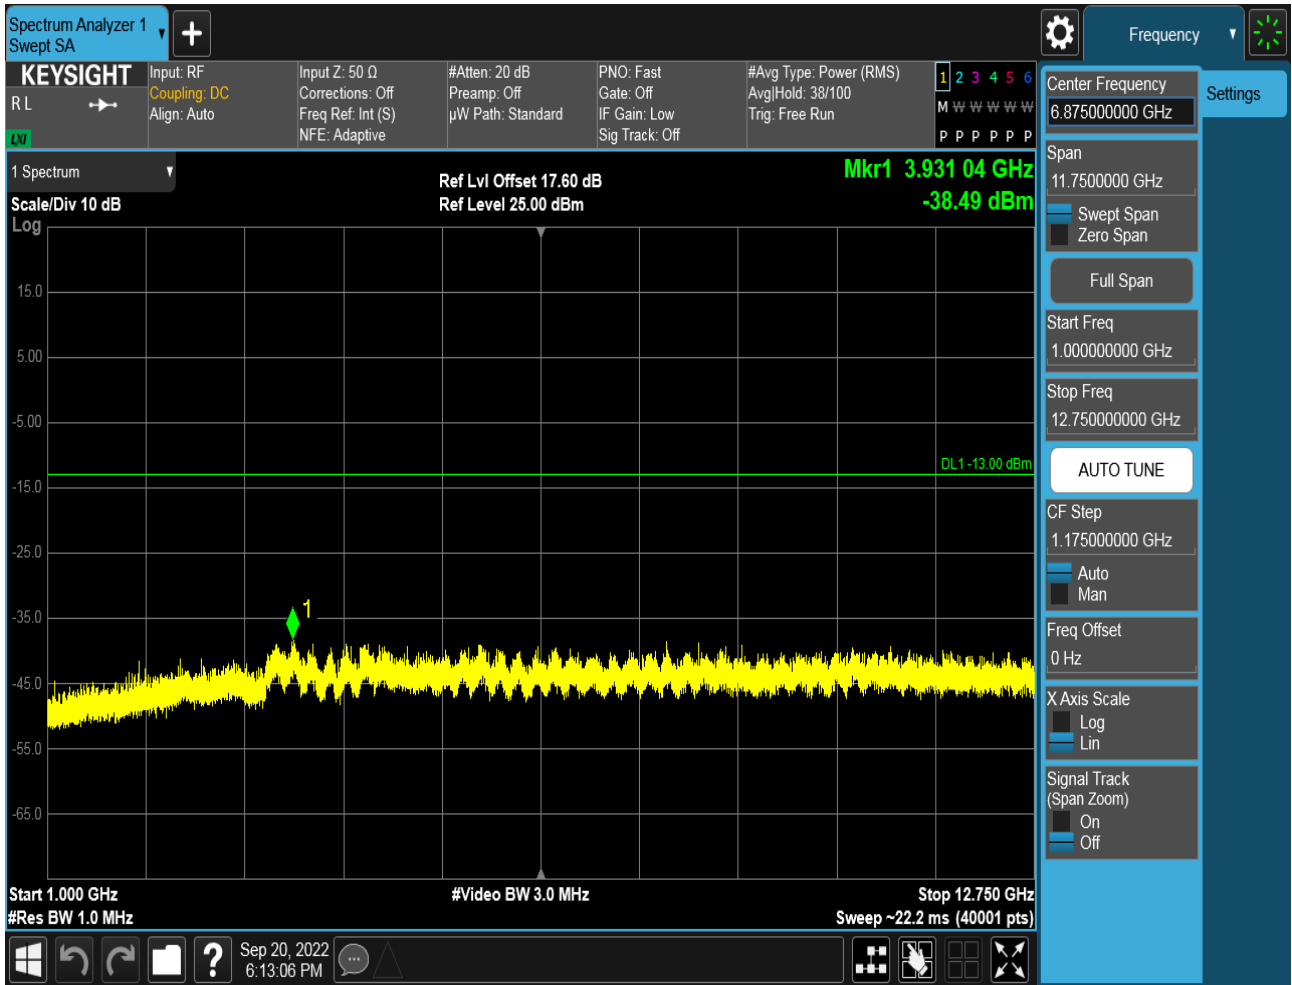 Spectrum Analyzer 1
Swept SA
Frequency
KEYSIGHT
R L
LXI
Input: RF
Coupling: DC
Align: Auto
Input Z: 50 Ω
Corrections: Off
Freq Ref: Int (S)
NFE: Adaptive
#Atten: 20 dB
Preamp: Off
µW Path: Standard
PNO: Fast
Gate: Off
IF Gain: Low
Sig Track: Off
#Avg Type: Power (RMS)
Avg|Hold: 38/100
Trig: Free Run
1 2 3 4 5 6
M W W W W W
P P P P P P
1 Spectrum
Scale/Div 10 dB
Log
Ref Lvl Offset 17.60 dB
Ref Level 25.00 dBm
Mkr1 3.931 04 GHz
-38.49 dBm
15.0
5.00
-5.00
DL1 -13.00 dBm
-15.0
-25.0
-35.0
1
-45.0
-55.0
-65.0
Start 1.000 GHz
#Res BW 1.0 MHz
#Video BW 3.0 MHz
Stop 12.750 GHz
Sweep ~22.2 ms (40001 pts)
?
Sep 20, 2022
6:13:06 PM
Center Frequency
6.875000000 GHz
Settings
Span
11.7500000 GHz
Swept Span
Zero Span
Full Span
Start Freq
1.000000000 GHz
Stop Freq
12.750000000 GHz
AUTO TUNE
CF Step
1.175000000 GHz
Auto
Man
Freq Offset
0 Hz
X Axis Scale
Log
Lin
Signal Track
(Span Zoom)
On
Off